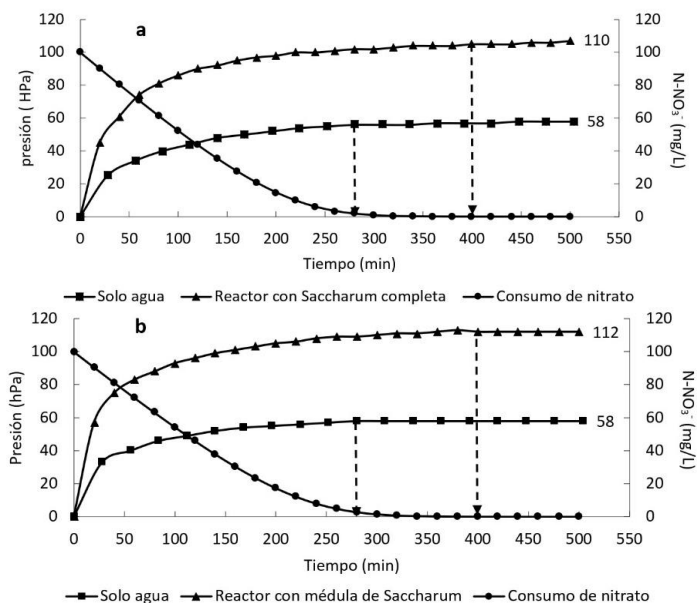 a
120
100
80
60
40
20
0
presión ( HPa)
120
100
80
60
40
20
0
N-NO₃⁻ (mg/L)
110
58
0 50 100 150 200 250 300 350 400 450 500 550
Tiempo (min)
Solo agua Reactor con Saccharum completa Consumo de nitrato
b
120
100
80
60
40
20
0
Presión (hPa)
120
100
80
60
40
20
0
N-NO₃⁻ (mg/L)
112
58
0 50 100 150 200 250 300 350 400 450 500 550
Tiempo (min)
Solo agua Reactor con médula de Saccharum Consumo de nitrato